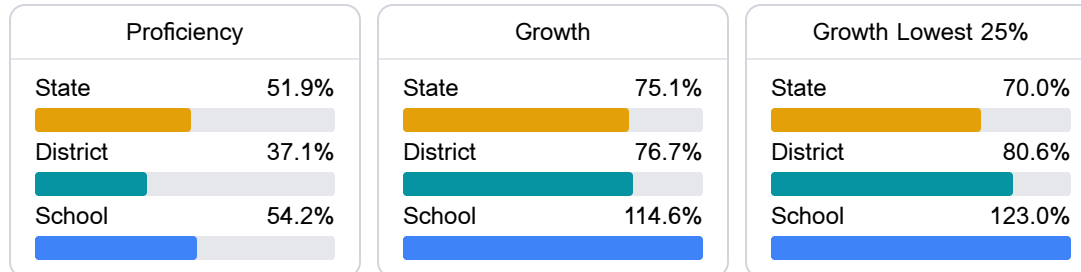 Proficiency
State 51.9%
District 37.1%
School 54.2%
Growth
State 75.1%
District 76.7%
School 114.6%
Growth Lowest 25%
State 70.0%
District 80.6%
School 123.0%